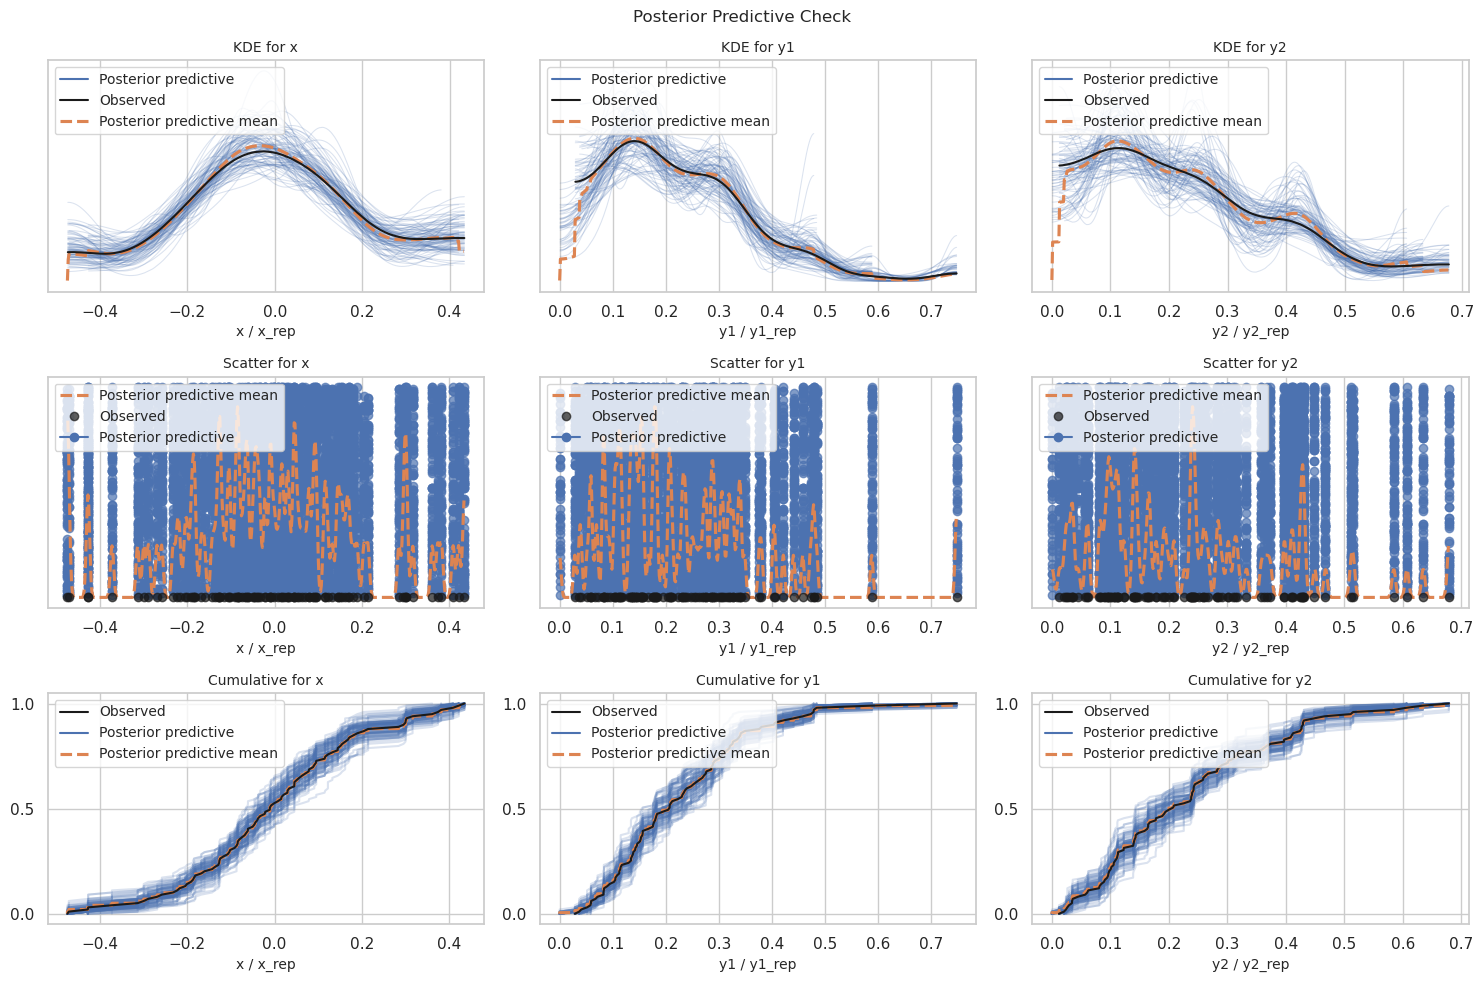 Posterior Predictive Check
KDE for x
Posterior predictive
Observed
Posterior predictive mean
−0.4 −0.2 0.0 0.2 0.4
x / x_rep
KDE for y1
Posterior predictive
Observed
Posterior predictive mean
0.0 0.1 0.2 0.3 0.4 0.5 0.6 0.7
y1 / y1_rep
KDE for y2
Posterior predictive
Observed
Posterior predictive mean
0.0 0.1 0.2 0.3 0.4 0.5 0.6 0.7
y2 / y2_rep
Scatter for x
Posterior predictive mean
Observed
Posterior predictive
−0.4 −0.2 0.0 0.2 0.4
x / x_rep
Scatter for y1
Posterior predictive mean
Observed
Posterior predictive
0.0 0.1 0.2 0.3 0.4 0.5 0.6 0.7
y1 / y1_rep
Scatter for y2
Posterior predictive mean
Observed
Posterior predictive
0.0 0.1 0.2 0.3 0.4 0.5 0.6 0.7
y2 / y2_rep
Cumulative for x
Observed
Posterior predictive
Posterior predictive mean
1.0
0.5
0.0
−0.4 −0.2 0.0 0.2 0.4
x / x_rep
Cumulative for y1
Observed
Posterior predictive
Posterior predictive mean
1.0
0.5
0.0
0.0 0.1 0.2 0.3 0.4 0.5 0.6 0.7
y1 / y1_rep
Cumulative for y2
Observed
Posterior predictive
Posterior predictive mean
1.0
0.5
0.0
0.0 0.1 0.2 0.3 0.4 0.5 0.6 0.7
y2 / y2_rep